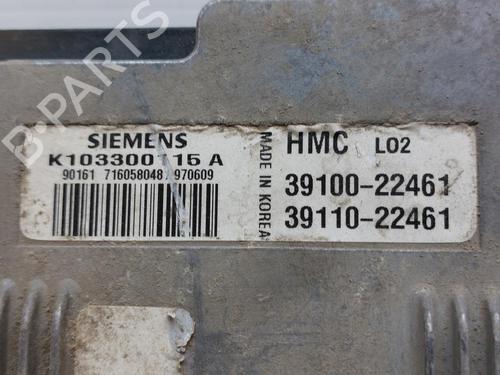 B-PARTS
SIEMENS
K103300115 A
90161 716058048 970609
MADE IN KOREA
HMC L02
39100-22461
39110-22461